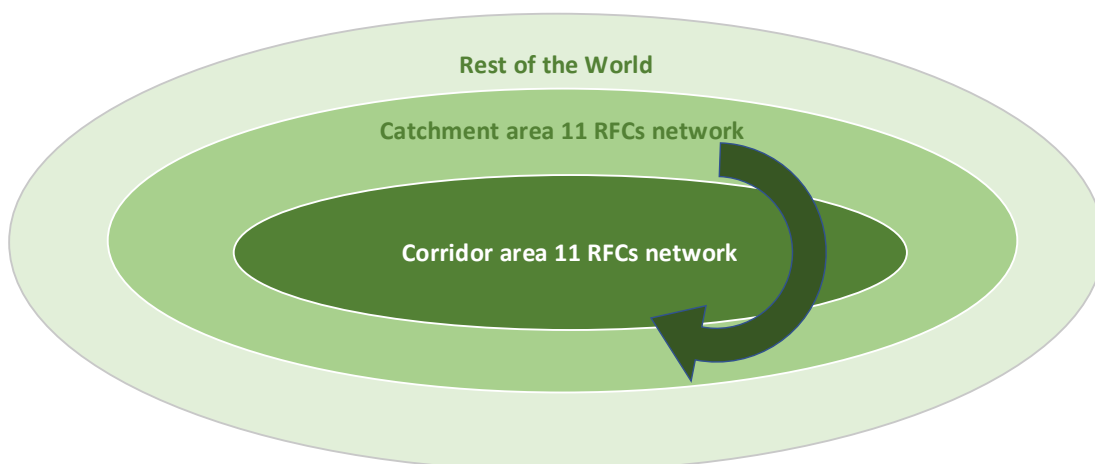 Rest of the World
Catchment area 11 RFCs network
Corridor area 11 RFCs network